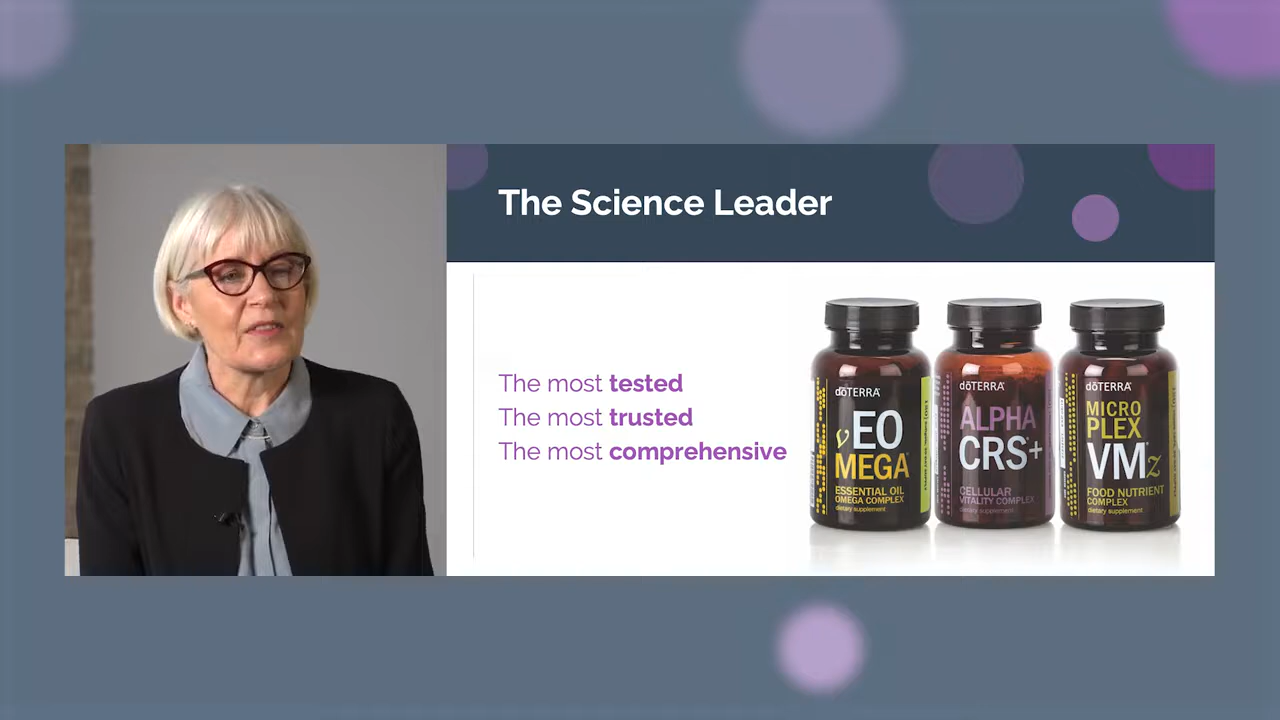 The Science Leader
The most tested
The most trusted
The most comprehensive
dōTERRA
vEO
MEGA
ESSENTIAL OIL
OMEGA COMPLEX
dietary supplement
dōTERRA
ALPHA
CRS+
CELLULAR
VITALITY COMPLEX
dietary supplement
dōTERRA
MICRO
PLEX
VMz
FOOD NUTRIENT
COMPLEX
dietary supplement